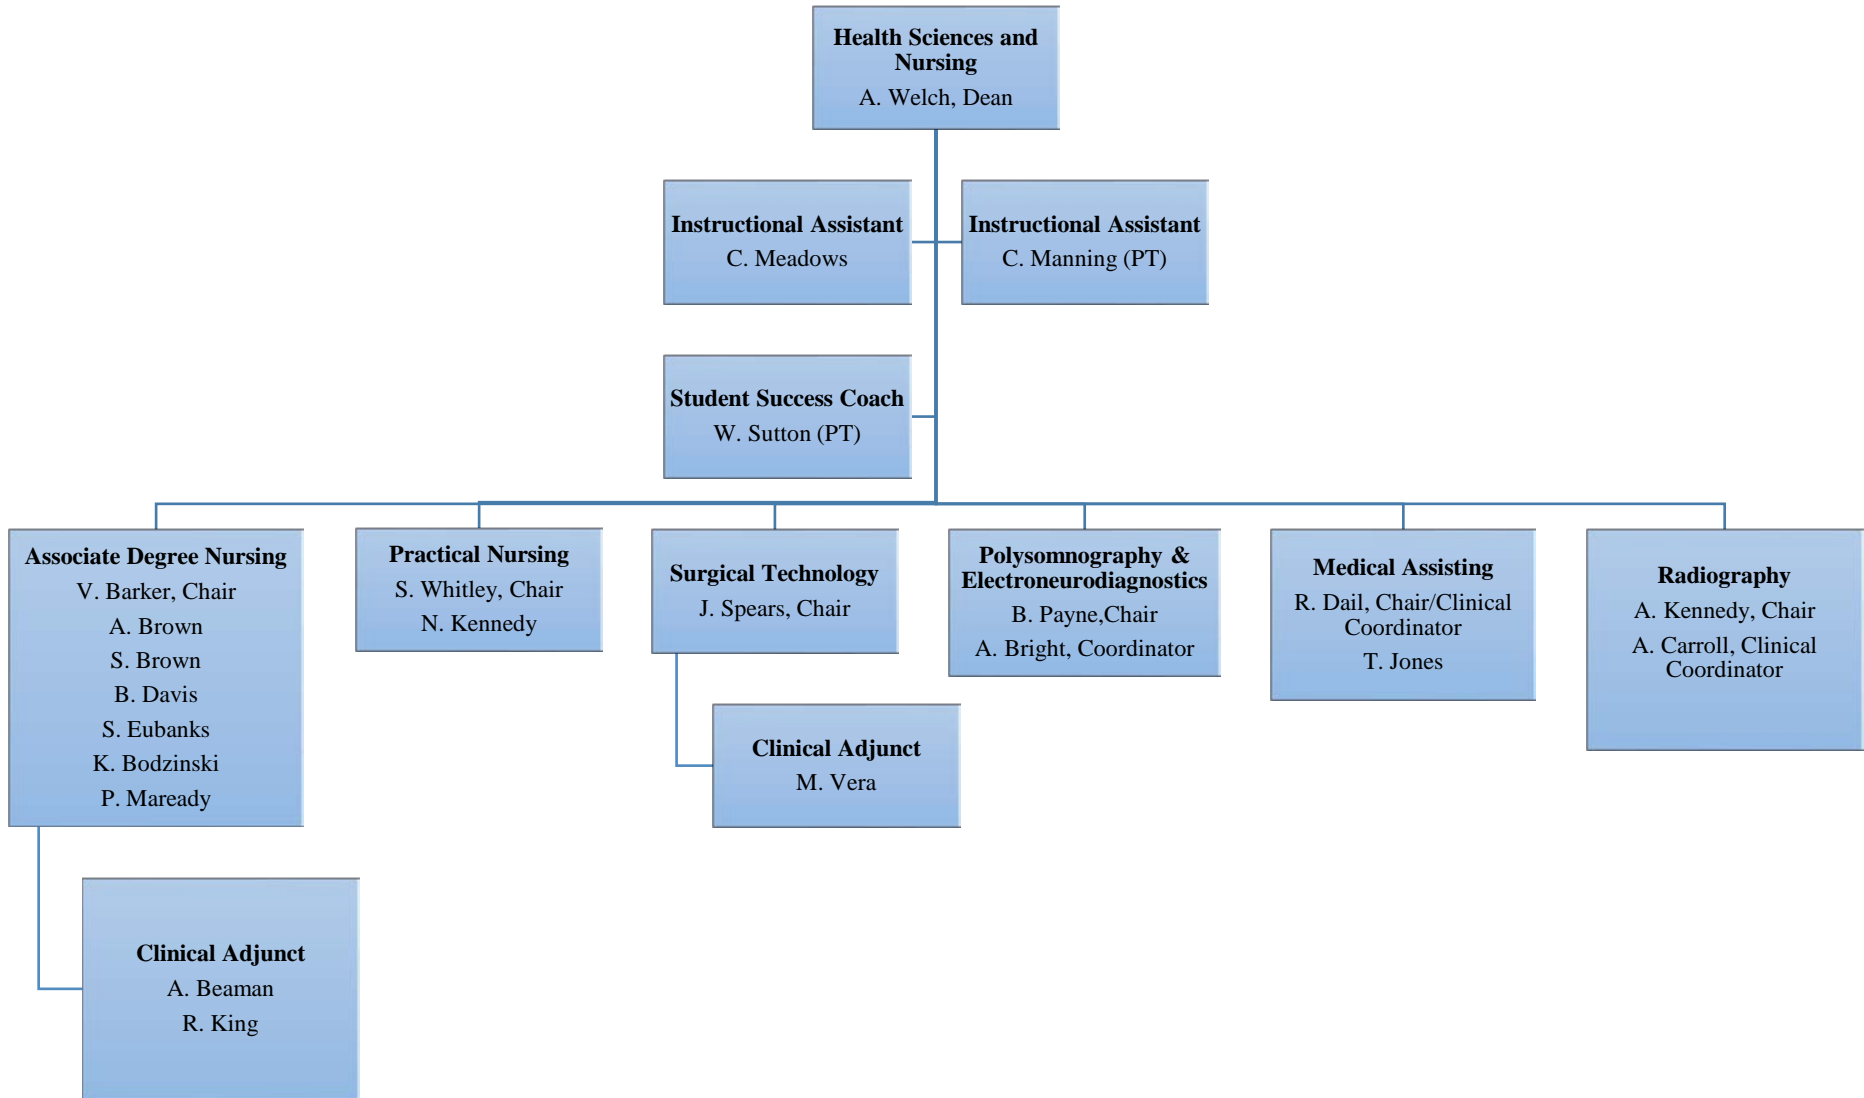 Health Sciences and
Nursing
A. Welch, Dean
Instructional Assistant
C. Meadows
Instructional Assistant
C. Manning (PT)
Student Success Coach
W. Sutton (PT)
Associate Degree Nursing
V. Barker, Chair
A. Brown
S. Brown
B. Davis
S. Eubanks
K. Bodzinski
P. Maready
Practical Nursing
S. Whitley, Chair
N. Kennedy
Surgical Technology
J. Spears, Chair
Polysomnography &
Electroneurodiagnostics
B. Payne,Chair
A. Bright, Coordinator
Medical Assisting
R. Dail, Chair/Clinical
Coordinator
T. Jones
Radiography
A. Kennedy, Chair
A. Carroll, Clinical
Coordinator
Clinical Adjunct
M. Vera
Clinical Adjunct
A. Beaman
R. King